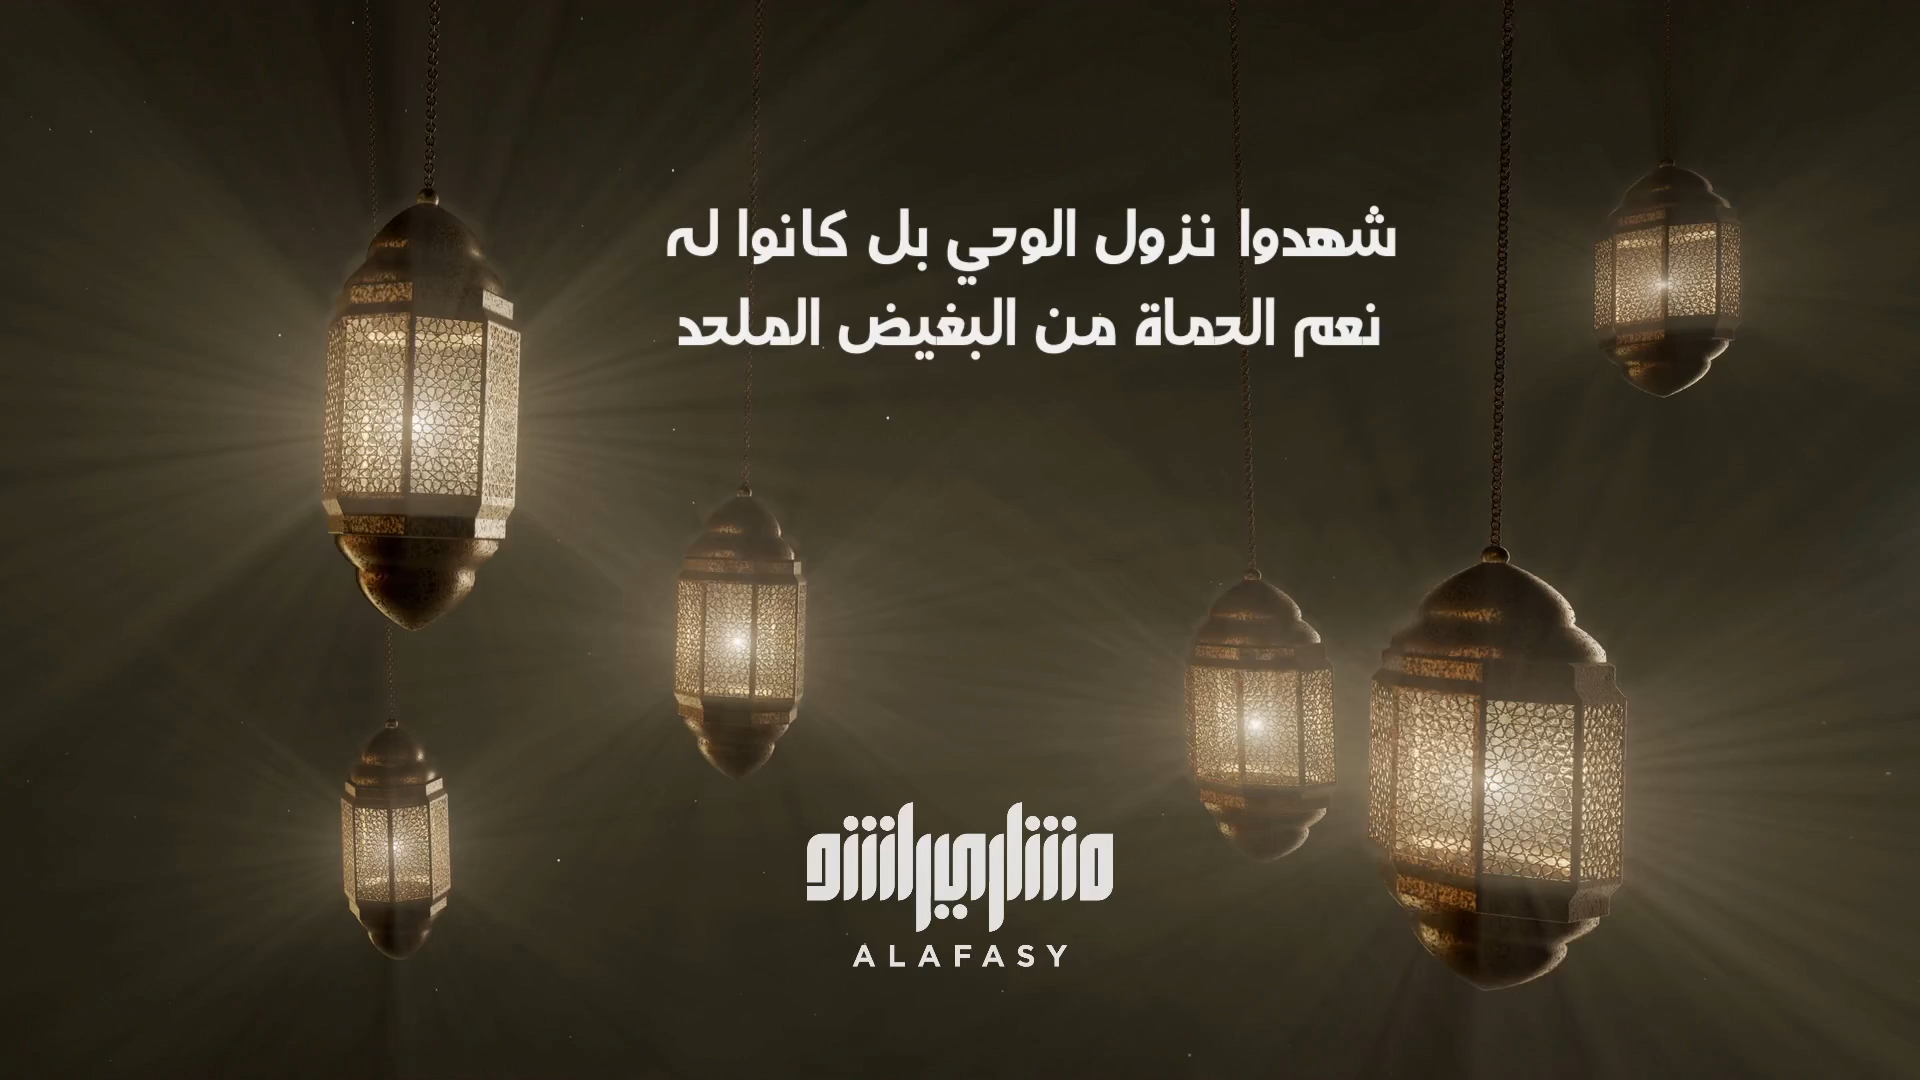 شهدوا نزول الوحي بل كانوا له
نعم الحماة من البغيض الملحد
مشاري راشد
ALAFASY